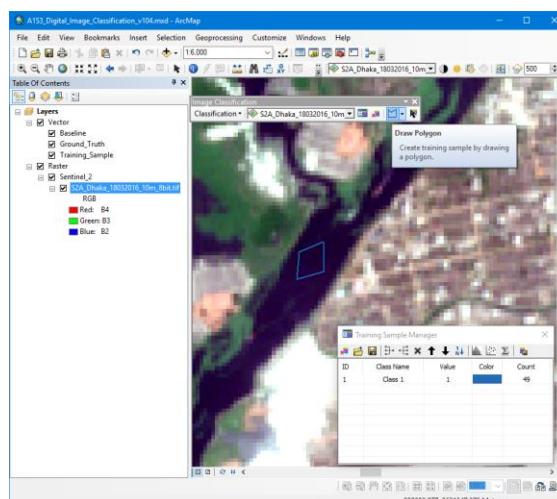 A153_Digital_Image_Classification_v104.mxd - ArcMap
File Edit View Bookmarks Insert Selection Geoprocessing Customize Windows Help
1:6.000
S2A_Dhaka_18032016_10m_ 500
Table Of Contents
Layers
Vector
Baseline
Ground_Truth
Training_Sample
Raster
Sentinel_2
S2A_Dhaka_18032016_10m_8bit.tif
RGB
Red: B4
Green: B3
Blue: B2
Image Classification
Classification S2A_Dhaka_18032016_10m_
Draw Polygon
Create training sample by drawing
a polygon.
Training Sample Manager
ID Class Name Value Color Count
1 Class 1 1 49